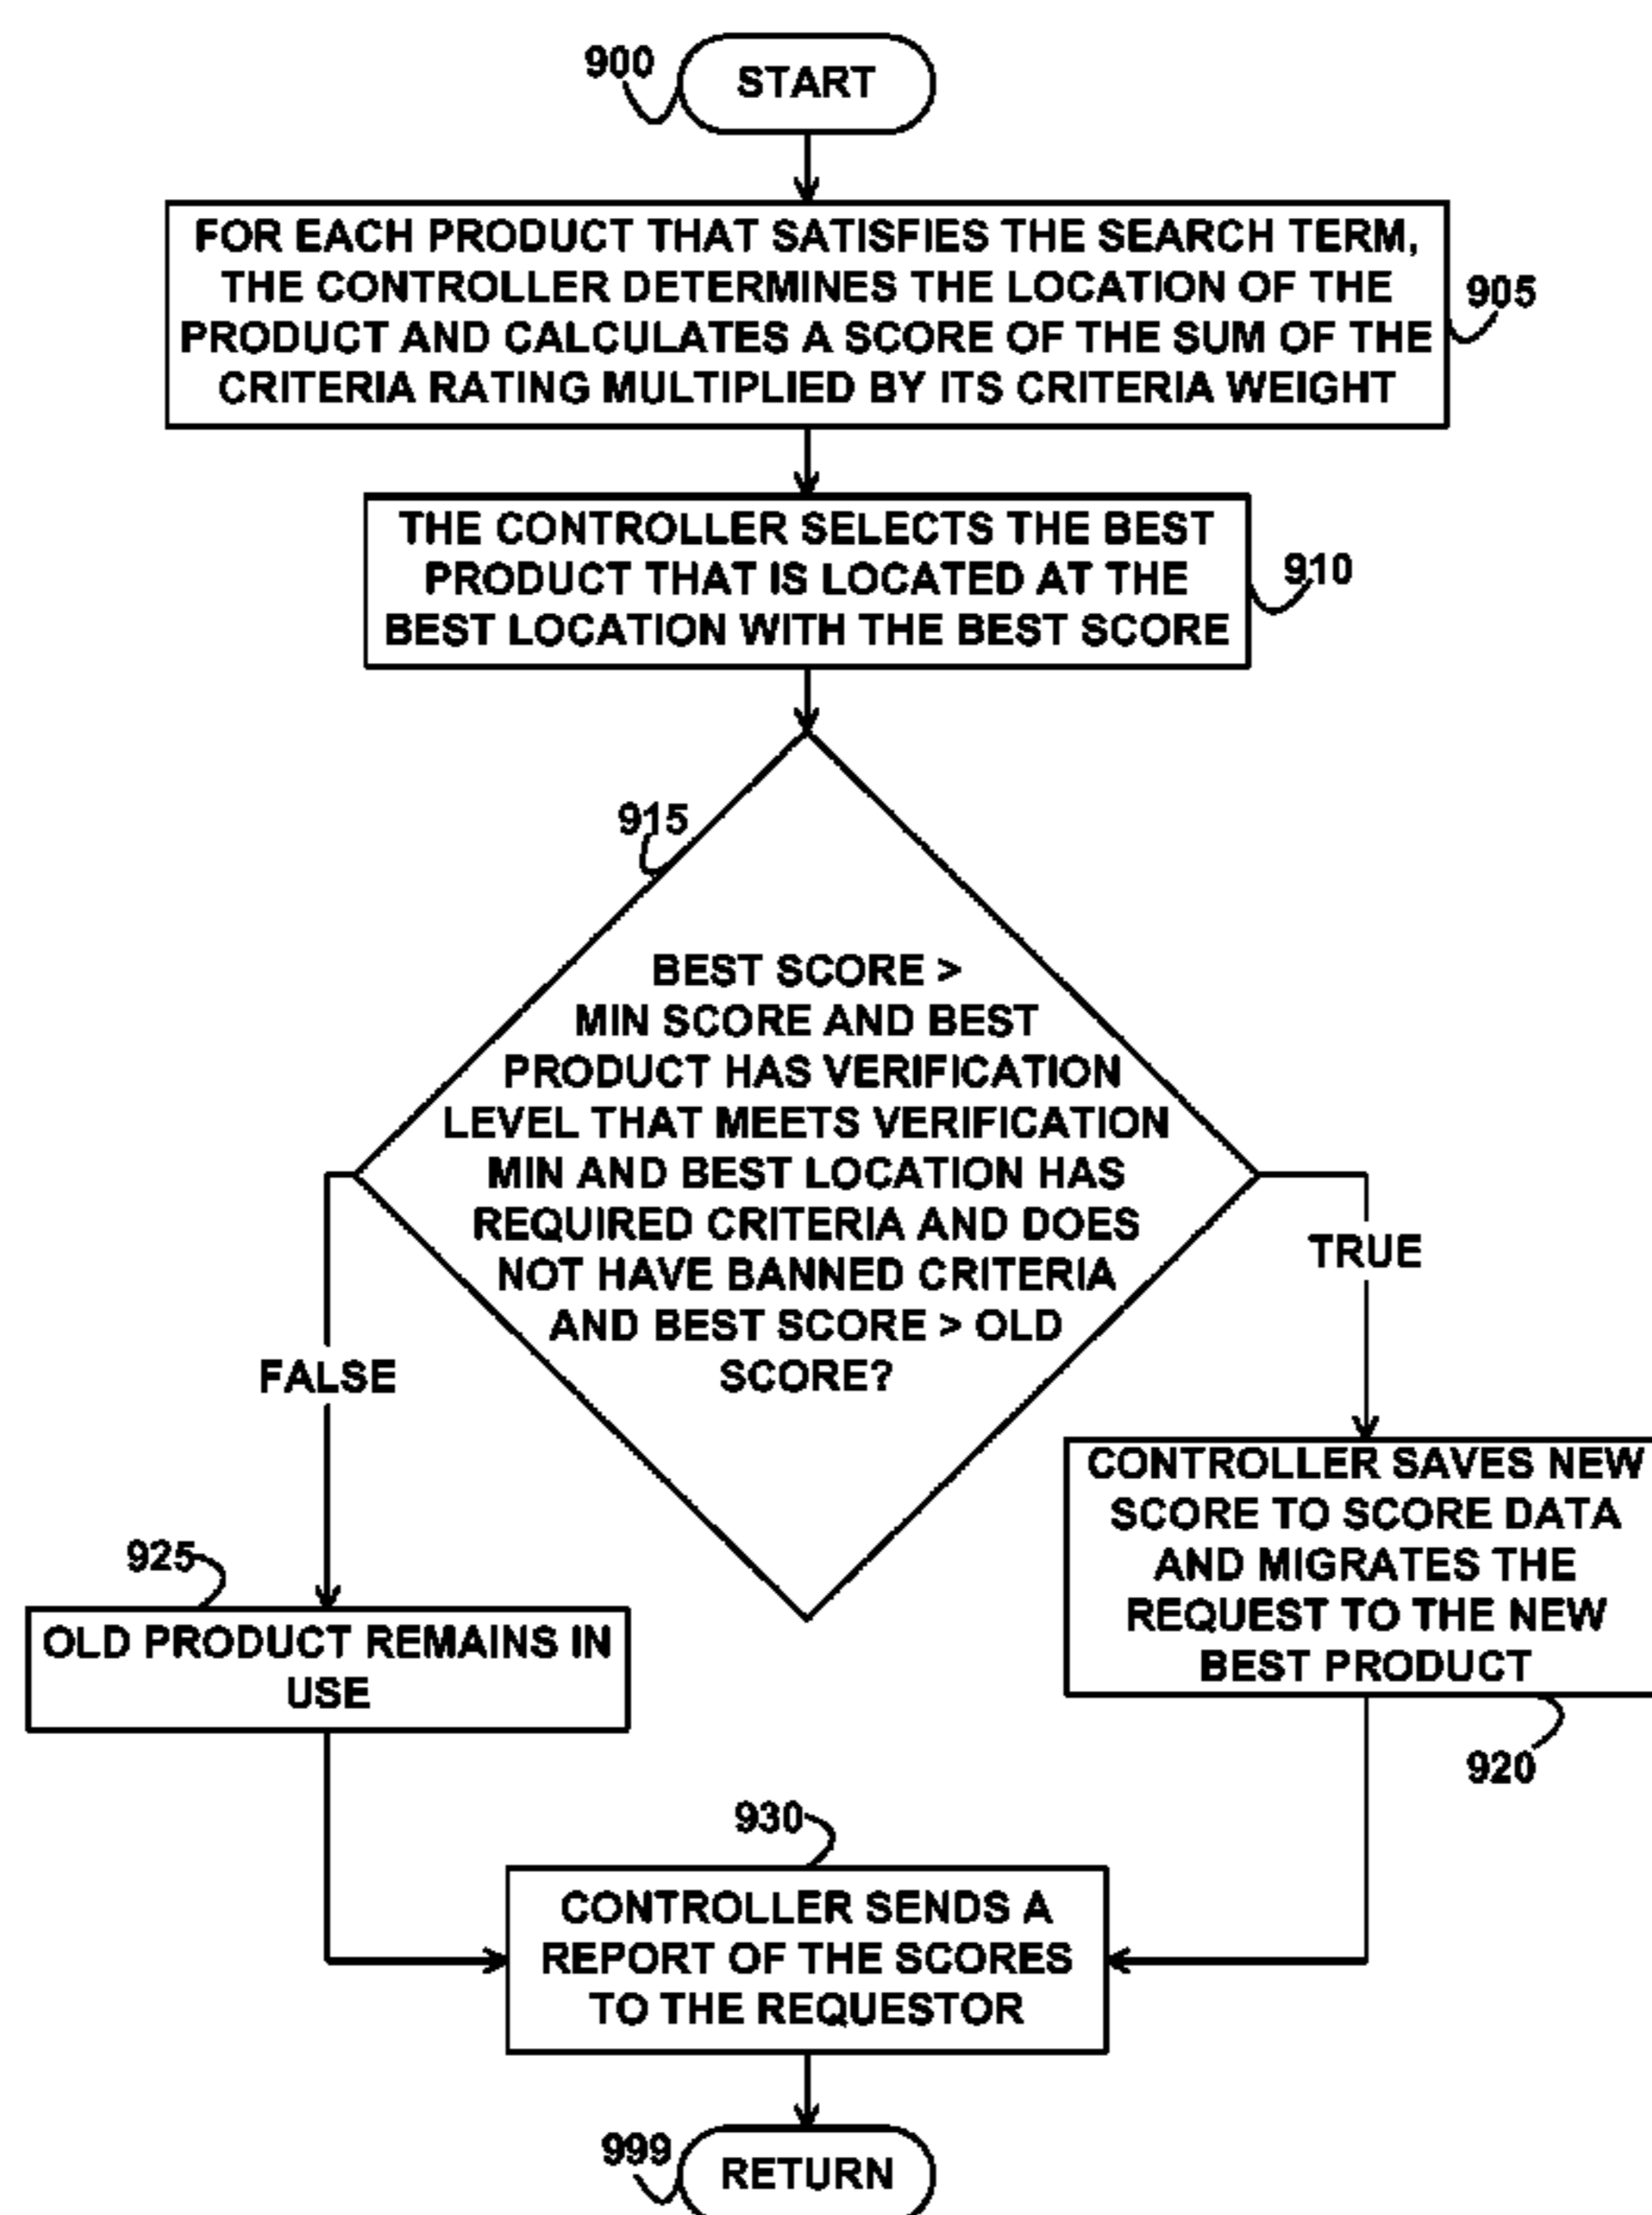 900
START
FOR EACH PRODUCT THAT SATISFIES THE SEARCH TERM,
THE CONTROLLER DETERMINES THE LOCATION OF THE
PRODUCT AND CALCULATES A SCORE OF THE SUM OF THE
CRITERIA RATING MULTIPLIED BY ITS CRITERIA WEIGHT
905
THE CONTROLLER SELECTS THE BEST
PRODUCT THAT IS LOCATED AT THE
BEST LOCATION WITH THE BEST SCORE
910
915
BEST SCORE >
MIN SCORE AND BEST
PRODUCT HAS VERIFICATION
LEVEL THAT MEETS VERIFICATION
MIN AND BEST LOCATION HAS
REQUIRED CRITERIA AND DOES
NOT HAVE BANNED CRITERIA
AND BEST SCORE > OLD
SCORE?
FALSE
TRUE
925
OLD PRODUCT REMAINS IN
USE
CONTROLLER SAVES NEW
SCORE TO SCORE DATA
AND MIGRATES THE
REQUEST TO THE NEW
BEST PRODUCT
920
930
CONTROLLER SENDS A
REPORT OF THE SCORES
TO THE REQUESTOR
999
RETURN